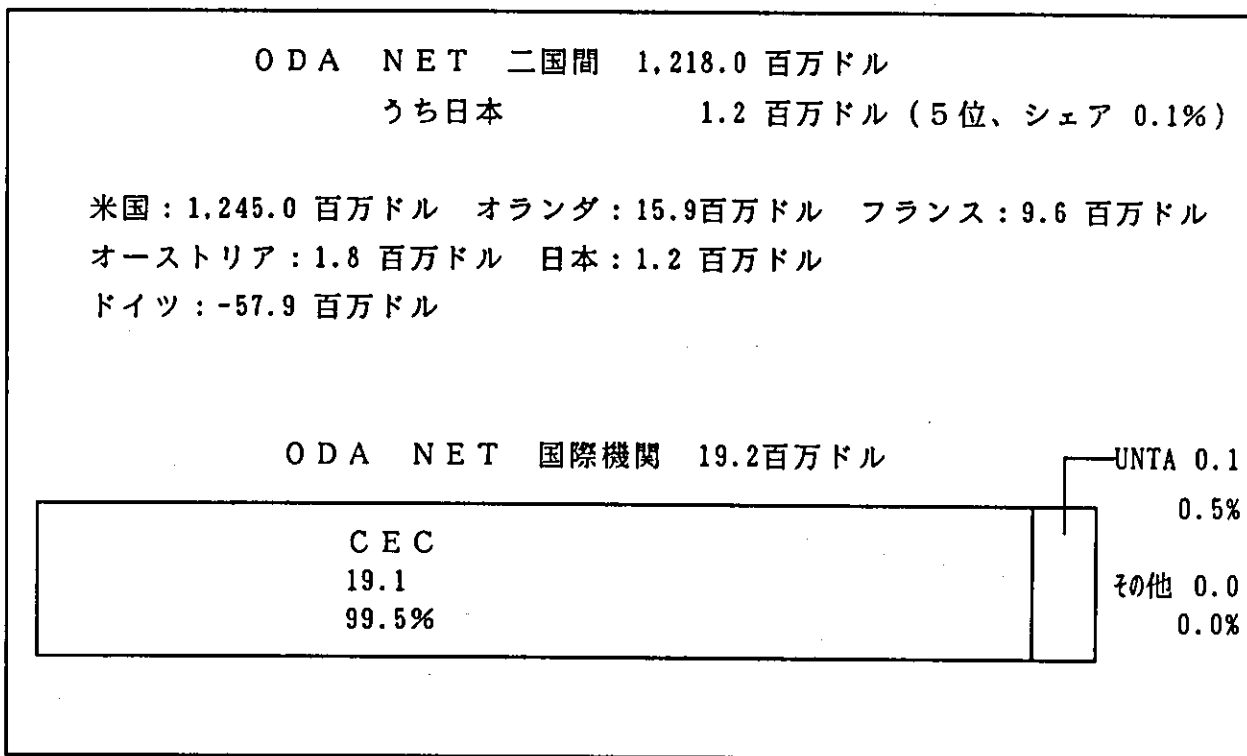 ODA NET 二国間 1,218.0 百万ドル
うち日本 1.2 百万ドル (5位、シェア 0.1%)
米国:1,245.0 百万ドル オランダ:15.9百万ドル フランス:9.6 百万ドル
オーストリア:1.8 百万ドル 日本:1.2 百万ドル
ドイツ:-57.9 百万ドル
ODA NET 国際機関 19.2百万ドル
UNTA 0.1
0.5%
CEC
19.1
99.5%
その他 0.0
0.0%